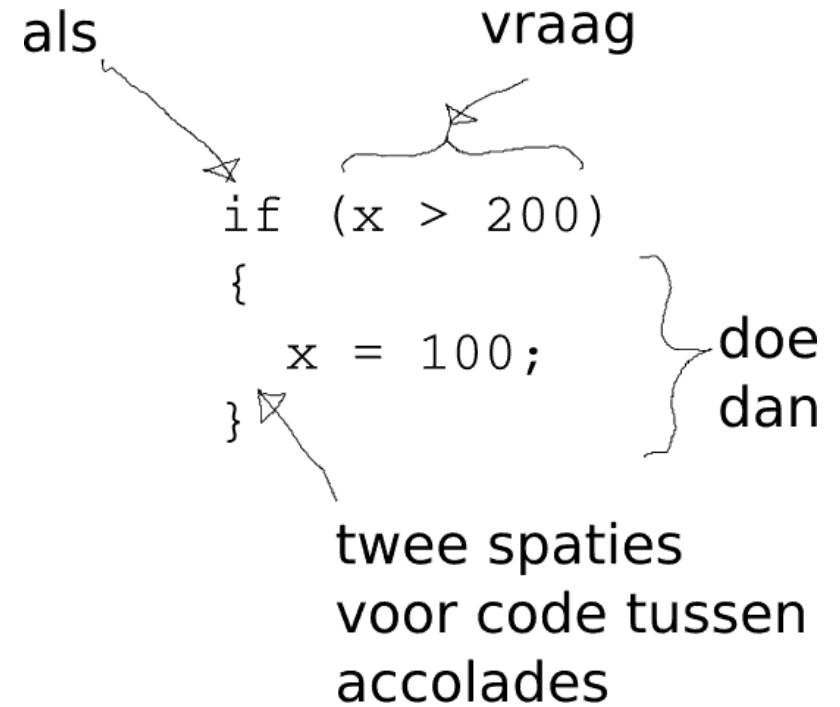 als
vraag
if (x > 200)
{
x = 100;
}
doe
dan
twee spaties
voor code tussen
accolades